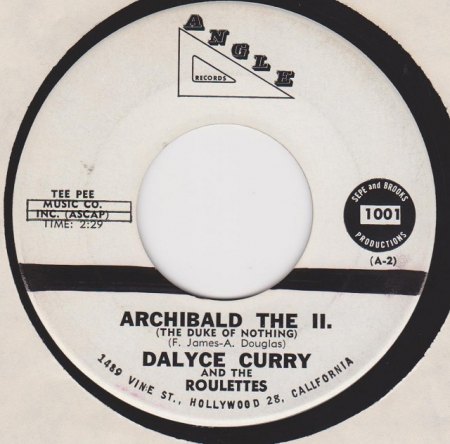 ANGLE
RECORDS
TEE PEE
MUSIC CO.
INC. (ASCAP)
TIME: 2:29
SEPE and BROOKS
1001
PRODUCTIONS
(A-2)
ARCHIBALD THE II.
(THE DUKE OF NOTHING)
(F. James-A. Douglas)
DALYCE CURRY
AND THE
ROULETTES
1489 VINE ST., HOLLYWOOD 28, CALIFORNIA